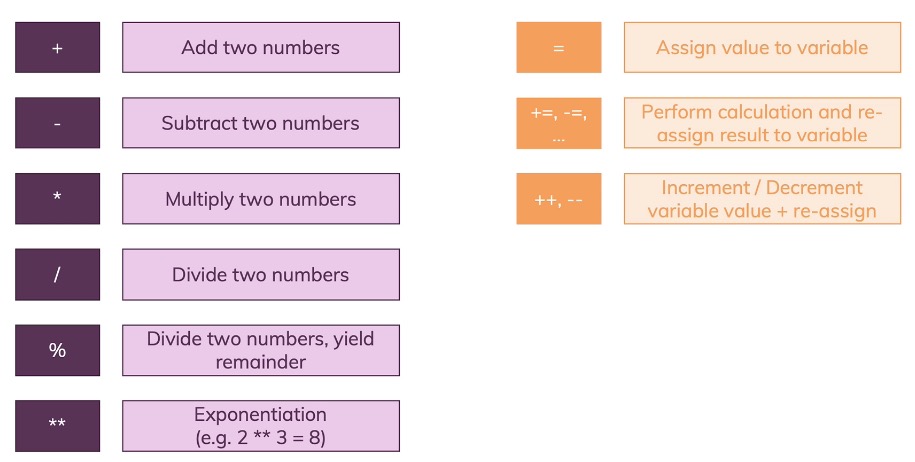 +
Add two numbers
-
Subtract two numbers
*
Multiply two numbers
/
Divide two numbers
%
Divide two numbers, yield
remainder
**
Exponentiation
(e.g. 2 ** 3 = 8)
=
Assign value to variable
+=, -=,
...
Perform calculation and re-
assign result to variable
++, --
Increment / Decrement
variable value + re-assign